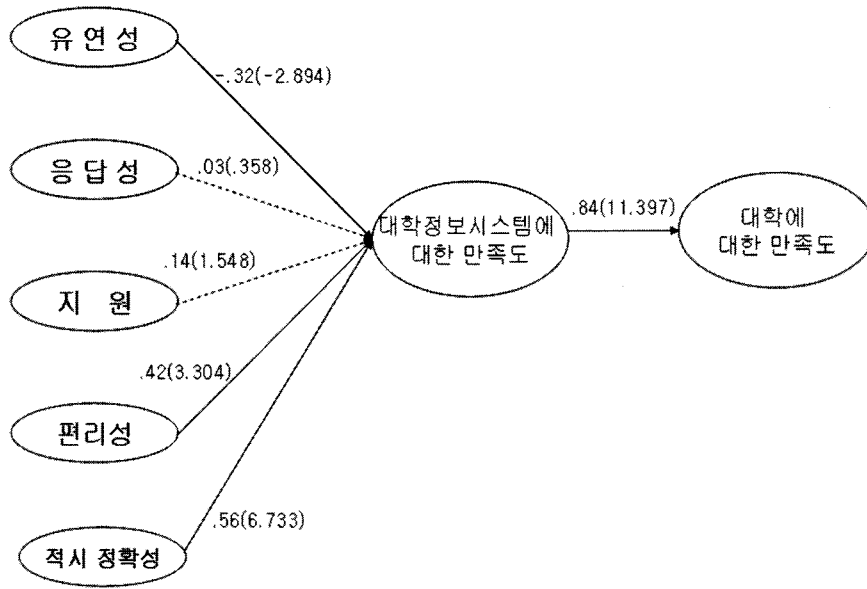 유 연 성
-.32(-2.894)
응 답 성
.03(.358)
지 원
.14(1.548)
편리성
.42(3.304)
적시 정확성
.56(6.733)
대학정보시스템에
대한 만족도
.84(11.397)
대학에
대한 만족도